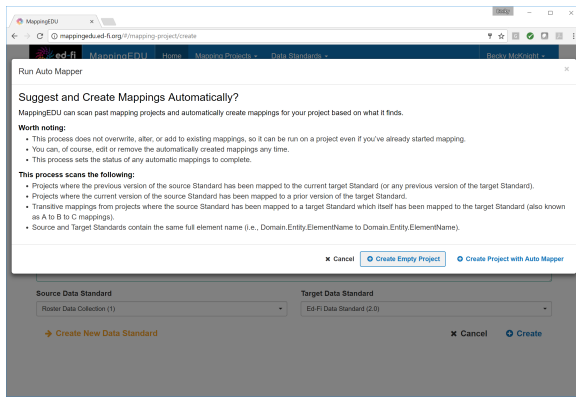 MappingEDU
mappingedu.ed-fi.org/#/mapping-project/create
ed-fi MappingEDU Home Mapping Projects Data Standards Becky McKnight
Run Auto Mapper
Suggest and Create Mappings Automatically?
MappingEDU can scan past mapping projects and automatically create mappings for your project based on what it finds.
Worth noting:
• This process does not overwrite, alter, or add to existing mappings, so it can be run on a project even if you've already started mapping.
• You can, of course, edit or remove the automatically created mappings any time.
• This process sets the status of any automatic mappings to complete.
This process scans the following:
• Projects where the previous version of the source Standard has been mapped to the current target Standard (or any previous version of the target Standard).
• Projects where the current version of the source Standard has been mapped to a prior version of the target Standard.
• Transitive mappings from projects where the source Standard has been mapped to a target Standard which itself has been mapped to the target Standard (also known
as A to B to C mappings).
• Source and Target Standards contain the same full element name (i.e., Domain.Entity.ElementName to Domain.Entity.ElementName).
Cancel Create Empty Project Create Project with Auto Mapper
Source Data Standard Target Data Standard
Roster Data Collection (1) Ed-Fi Data Standard (2.0)
Create New Data Standard Cancel Create